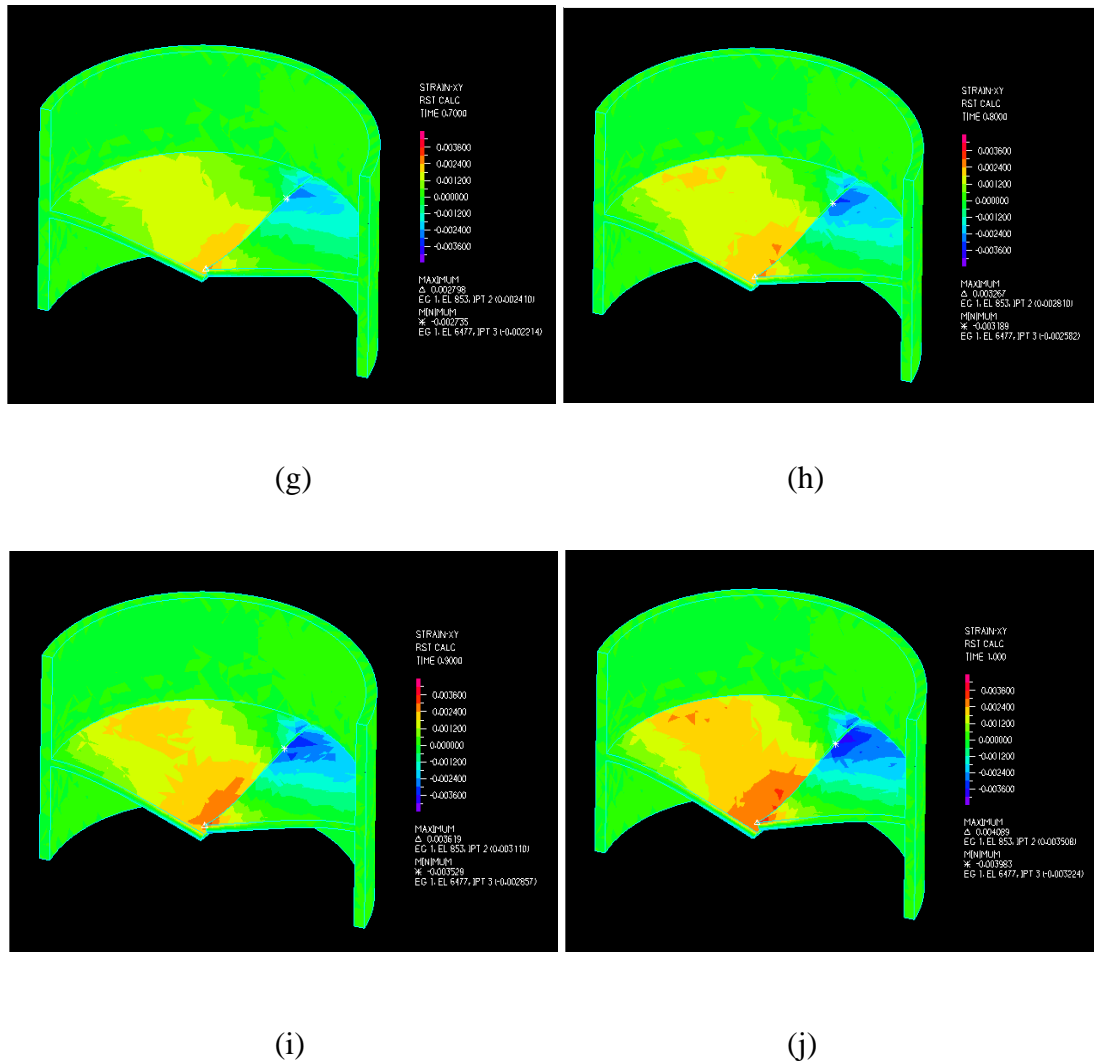 STRAIN-XY
RST CALC
TIME 0.7000
0.003600
0.002400
0.001200
0.000000
-0.001200
-0.002400
-0.003600
MAXIMUM
Δ 0.002798
EG 1, EL 853, IPT 2 (0.002410)
MINIMUM
* -0.002735
EG 1, EL 6477, IPT 3 (-0.002214)
STRAIN-XY
RST CALC
TIME 0.8000
0.003600
0.002400
0.001200
0.000000
-0.001200
-0.002400
-0.003600
MAXIMUM
Δ 0.003267
EG 1, EL 853, IPT 2 (0.002810)
MINIMUM
* -0.003189
EG 1, EL 6477, IPT 3 (-0.002582)
(g)
(h)
STRAIN-XY
RST CALC
TIME 0.9000
0.003600
0.002400
0.001200
0.000000
-0.001200
-0.002400
-0.003600
MAXIMUM
Δ 0.003619
EG 1, EL 853, IPT 2 (0.003110)
MINIMUM
* -0.003529
EG 1, EL 6477, IPT 3 (-0.002857)
STRAIN-XY
RST CALC
TIME 1.000
0.003600
0.002400
0.001200
0.000000
-0.001200
-0.002400
-0.003600
MAXIMUM
Δ 0.004089
EG 1, EL 853, IPT 2 (0.003508)
MINIMUM
* -0.003983
EG 1, EL 6477, IPT 3 (-0.003224)
(i)
(j)